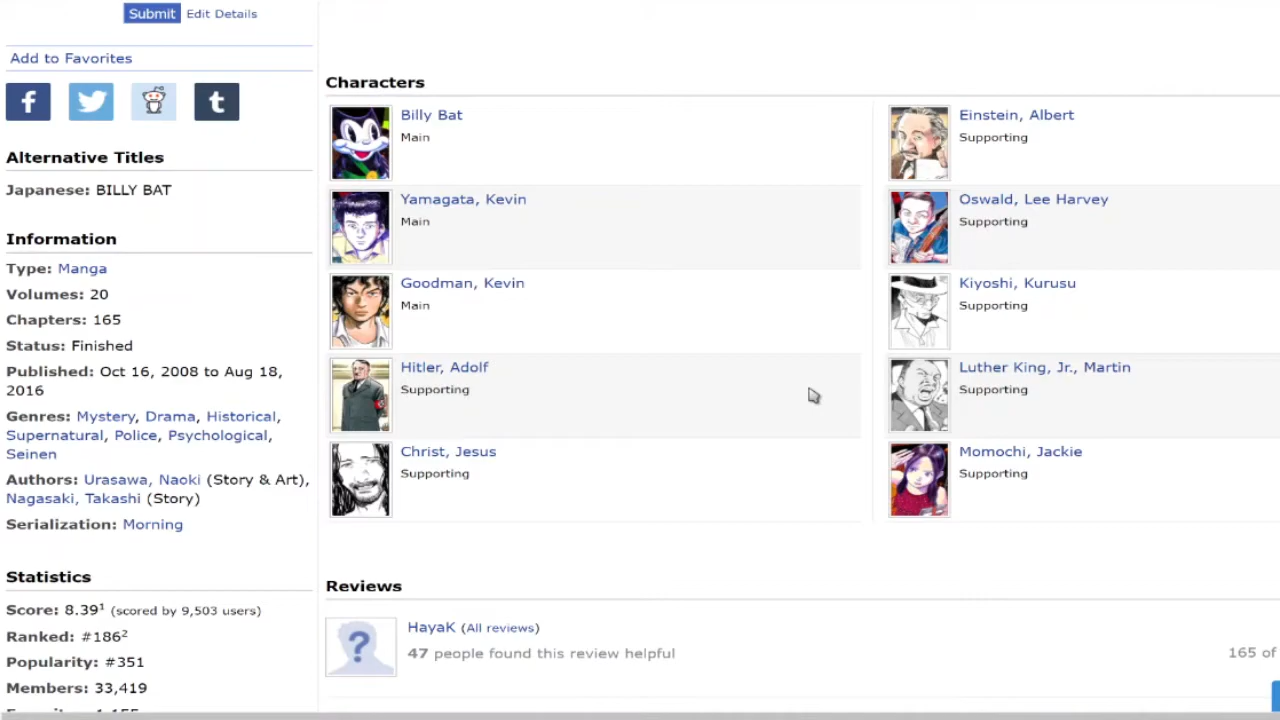 Submit Edit Details
Add to Favorites
f t
Alternative Titles
Japanese: BILLY BAT
Information
Type: Manga
Volumes: 20
Chapters: 165
Status: Finished
Published: Oct 16, 2008 to Aug 18,
2016
Genres: Mystery, Drama, Historical,
Supernatural, Police, Psychological,
Seinen
Authors: Urasawa, Naoki (Story & Art),
Nagasaki, Takashi (Story)
Serialization: Morning
Statistics
Score: 8.39¹ (scored by 9,503 users)
Ranked: #186²
Popularity: #351
Members: 33,419
Characters
Billy Bat
Main
Yamagata, Kevin
Main
Goodman, Kevin
Main
Hitler, Adolf
Supporting
Christ, Jesus
Supporting
Einstein, Albert
Supporting
Oswald, Lee Harvey
Supporting
Kiyoshi, Kurusu
Supporting
Luther King, Jr., Martin
Supporting
Momochi, Jackie
Supporting
Reviews
?
HayaK (All reviews)
47 people found this review helpful
165 of